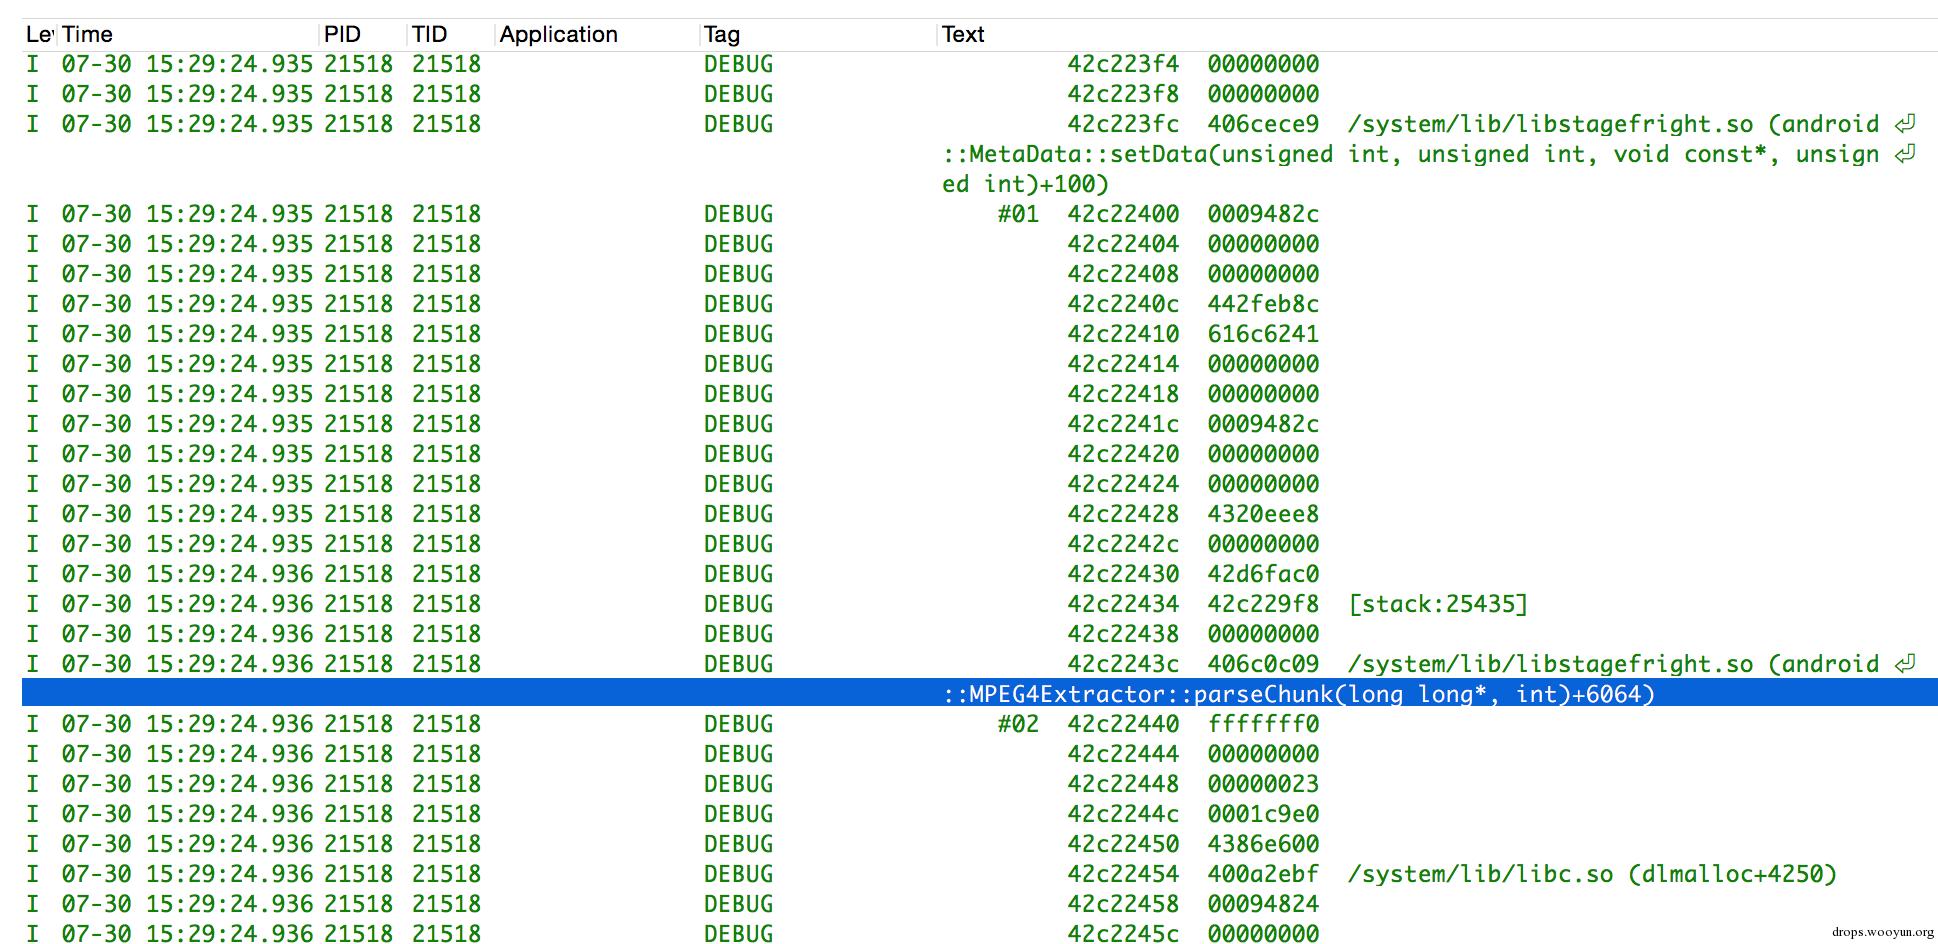 Lev Time PID TID Application Tag Text
I 07-30 15:29:24.935 21518 21518 DEBUG 42c223f4 00000000
I 07-30 15:29:24.935 21518 21518 DEBUG 42c223f8 00000000
I 07-30 15:29:24.935 21518 21518 DEBUG 42c223fc 406cece9 /system/lib/libstagefright.so (android
::MetaData::setData(unsigned int, unsigned int, void const*, unsign
ed int)+100)
I 07-30 15:29:24.935 21518 21518 DEBUG #01 42c22400 0009482c
I 07-30 15:29:24.935 21518 21518 DEBUG 42c22404 00000000
I 07-30 15:29:24.935 21518 21518 DEBUG 42c22408 00000000
I 07-30 15:29:24.935 21518 21518 DEBUG 42c2240c 442feb8c
I 07-30 15:29:24.935 21518 21518 DEBUG 42c22410 616c6241
I 07-30 15:29:24.935 21518 21518 DEBUG 42c22414 00000000
I 07-30 15:29:24.935 21518 21518 DEBUG 42c22418 00000000
I 07-30 15:29:24.935 21518 21518 DEBUG 42c2241c 0009482c
I 07-30 15:29:24.935 21518 21518 DEBUG 42c22420 00000000
I 07-30 15:29:24.935 21518 21518 DEBUG 42c22424 00000000
I 07-30 15:29:24.935 21518 21518 DEBUG 42c22428 4320eee8
I 07-30 15:29:24.935 21518 21518 DEBUG 42c2242c 00000000
I 07-30 15:29:24.936 21518 21518 DEBUG 42c22430 42d6fac0
I 07-30 15:29:24.936 21518 21518 DEBUG 42c22434 42c229f8 [stack:25435]
I 07-30 15:29:24.936 21518 21518 DEBUG 42c22438 00000000
I 07-30 15:29:24.936 21518 21518 DEBUG 42c2243c 406c0c09 /system/lib/libstagefright.so (android
::MPEG4Extractor::parseChunk(long long*, int)+6064)
I 07-30 15:29:24.936 21518 21518 DEBUG #02 42c22440 fffffff0
I 07-30 15:29:24.936 21518 21518 DEBUG 42c22444 00000000
I 07-30 15:29:24.936 21518 21518 DEBUG 42c22448 00000023
I 07-30 15:29:24.936 21518 21518 DEBUG 42c2244c 0001c9e0
I 07-30 15:29:24.936 21518 21518 DEBUG 42c22450 4386e600
I 07-30 15:29:24.936 21518 21518 DEBUG 42c22454 400a2ebf /system/lib/libc.so (dlmalloc+4250)
I 07-30 15:29:24.936 21518 21518 DEBUG 42c22458 00094824
I 07-30 15:29:24.936 21518 21518 DEBUG 42c2245c 00000000
drops.wooyun.org